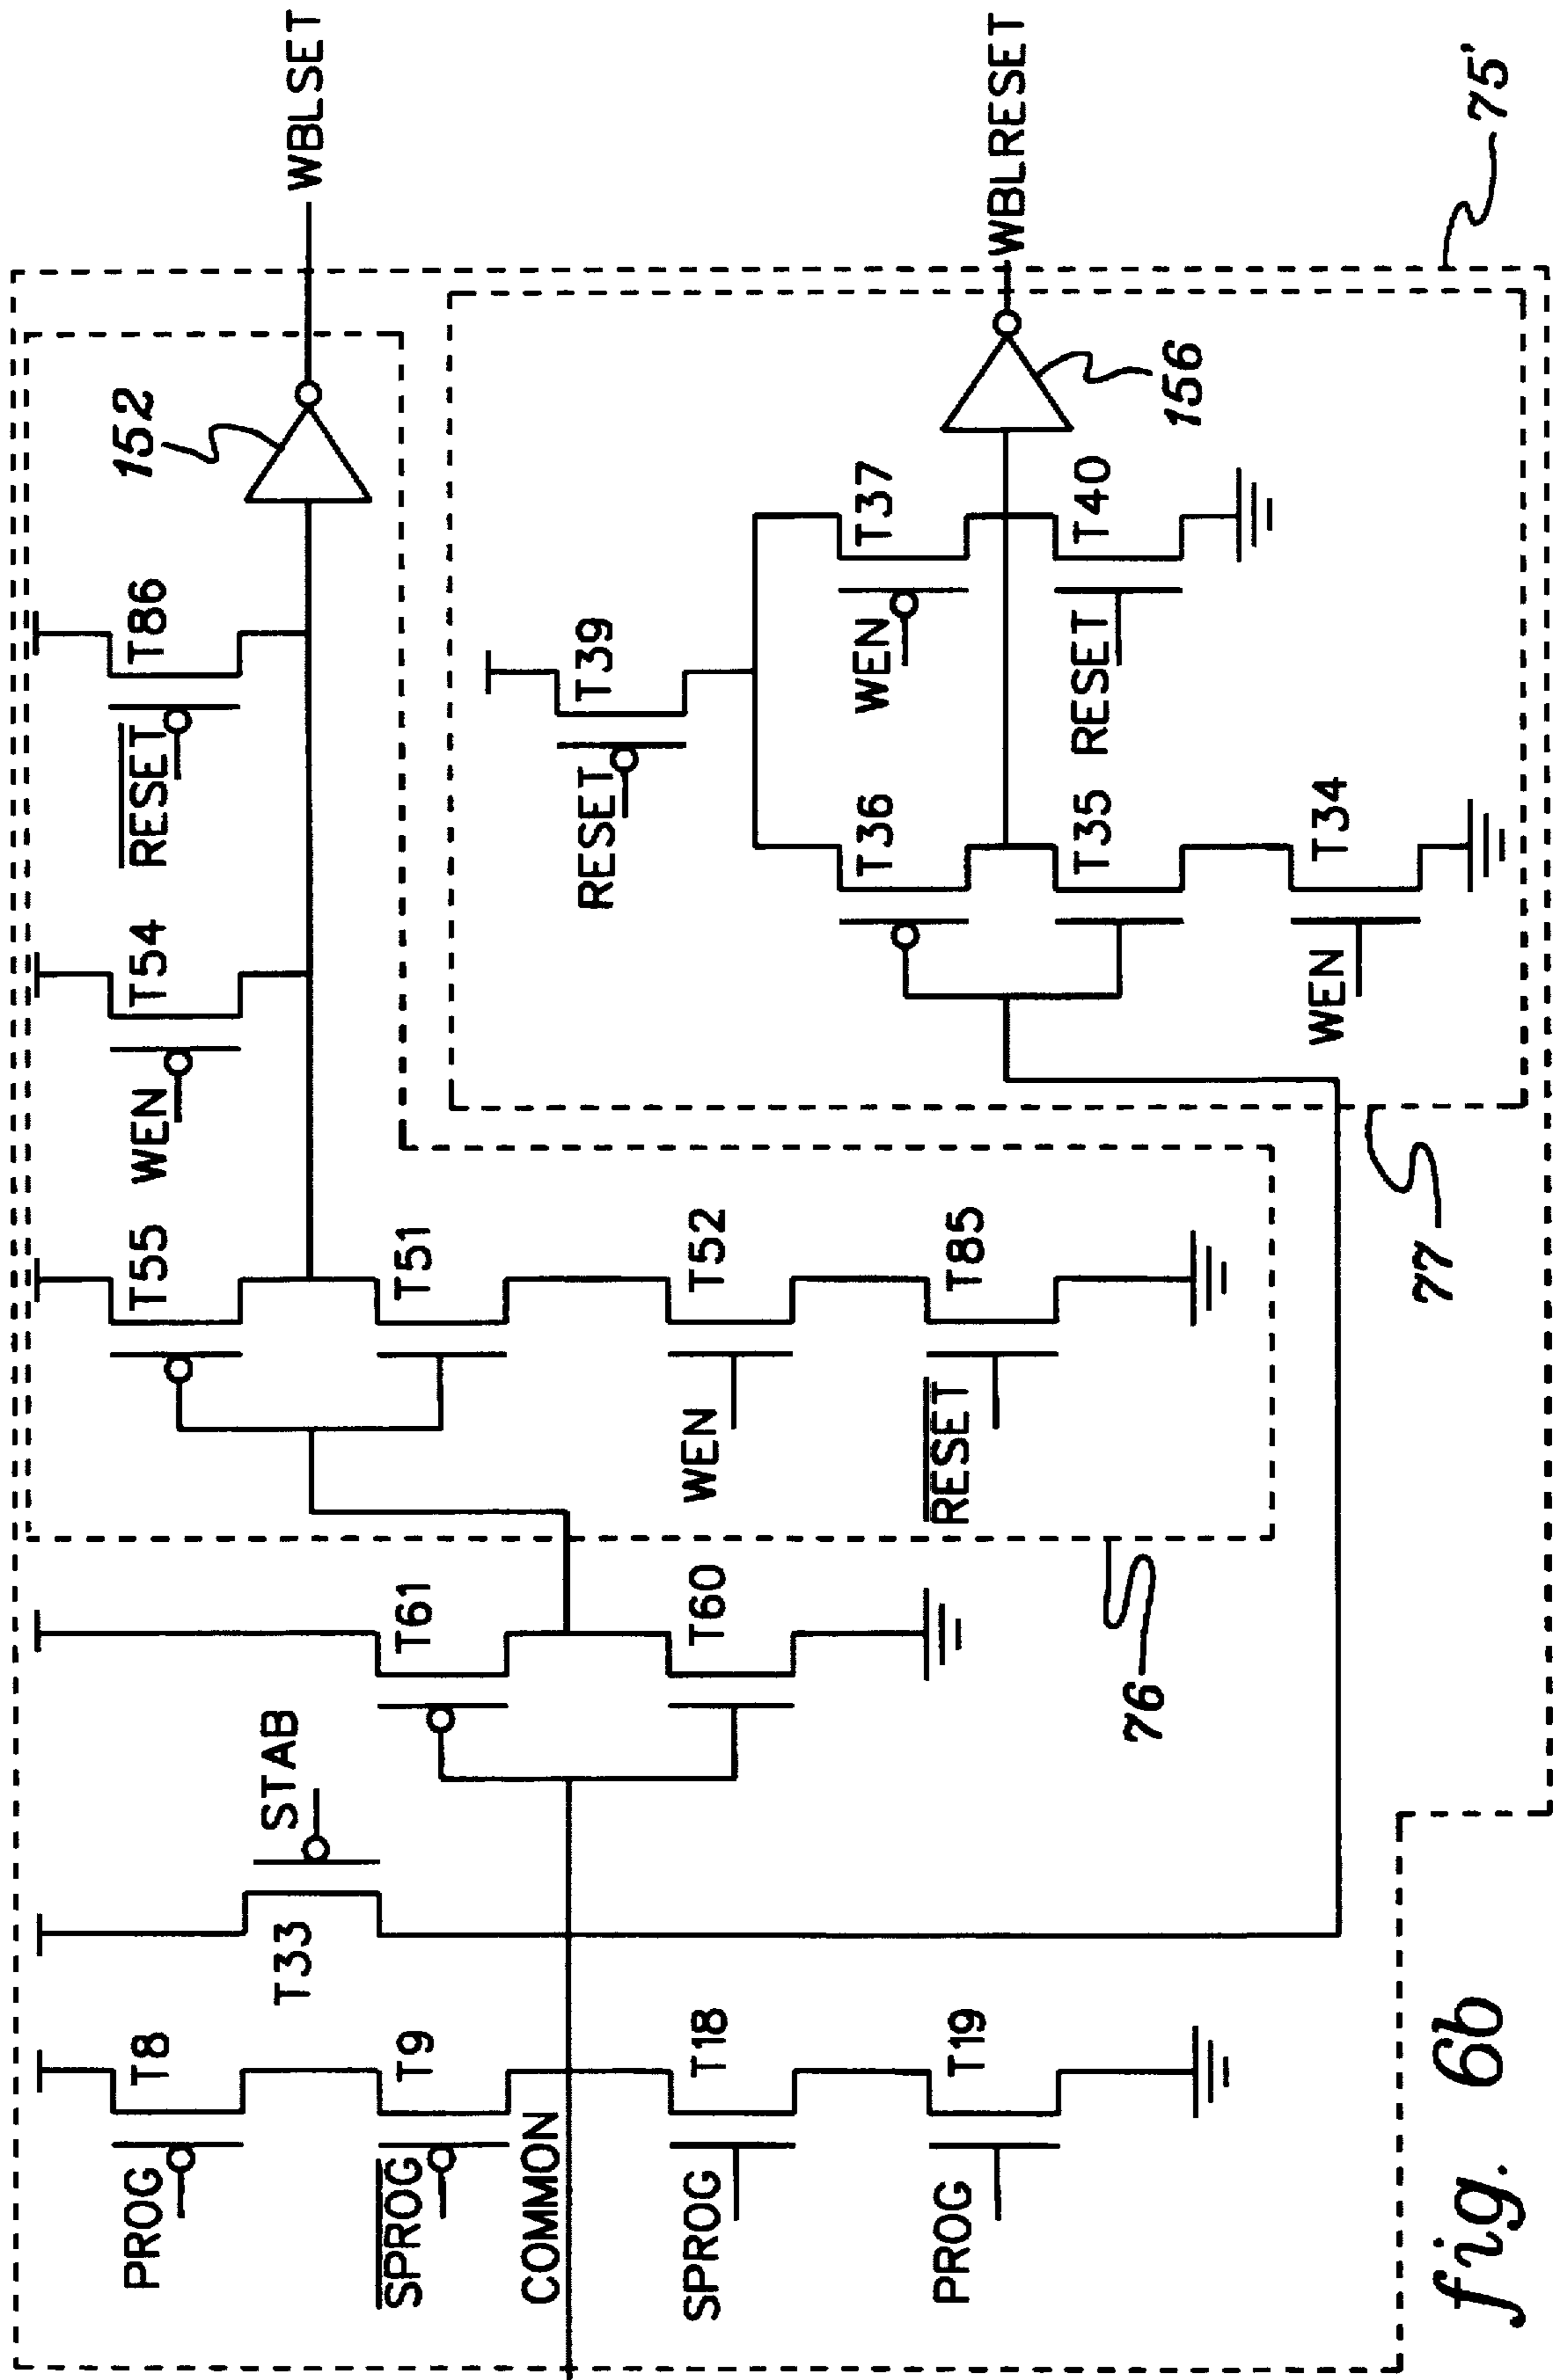 WBLSET
WBLRESET
75'
152
156
T86
RESET
T54
WEN
T55
T51
T52
WEN
T85
RESET
T39
RESET
T37
WEN
T40
RESET
T36
T35
T34
WEN
77
76
T61
T60
STAB
T33
T8
PROG
T9
SPROG
COMMON
T18
SPROG
T19
PROG
fig. 6b